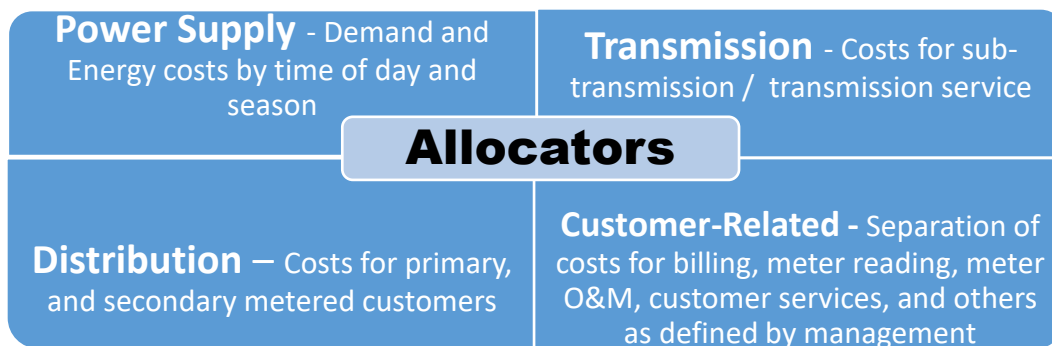 Power Supply - Demand and
Energy costs by time of day and
season
Transmission - Costs for sub-
transmission / transmission service
Allocators
Distribution – Costs for primary,
and secondary metered customers
Customer-Related - Separation of
costs for billing, meter reading, meter
O&M, customer services, and others
as defined by management